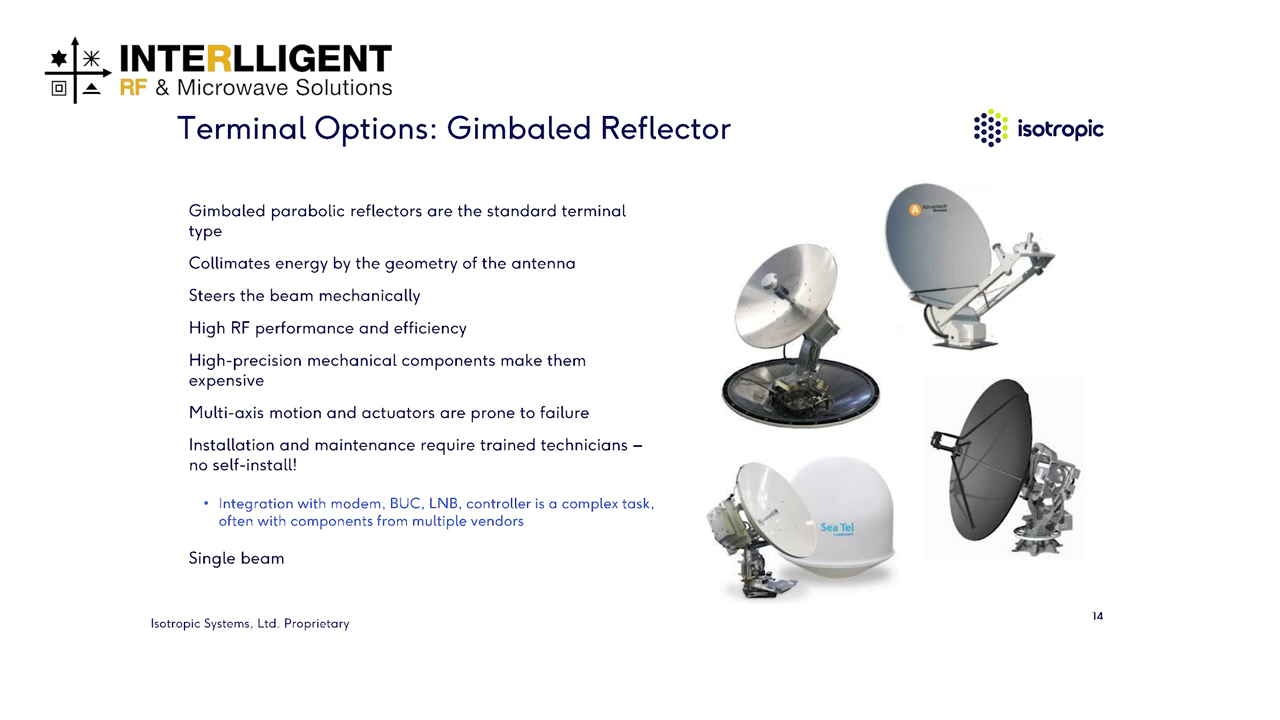 INTERLLIGENT
RF & Microwave Solutions
Terminal Options: Gimbaled Reflector
isotropic
Gimbaled parabolic reflectors are the standard terminal
type
Collimates energy by the geometry of the antenna
Steers the beam mechanically
High RF performance and efficiency
High-precision mechanical components make them
expensive
Multi-axis motion and actuators are prone to failure
Installation and maintenance require trained technicians –
no self-install!
• Integration with modem, BUC, LNB, controller is a complex task,
often with components from multiple vendors
Single beam
A Advantech
Sea Tel
Isotropic Systems, Ltd. Proprietary
14